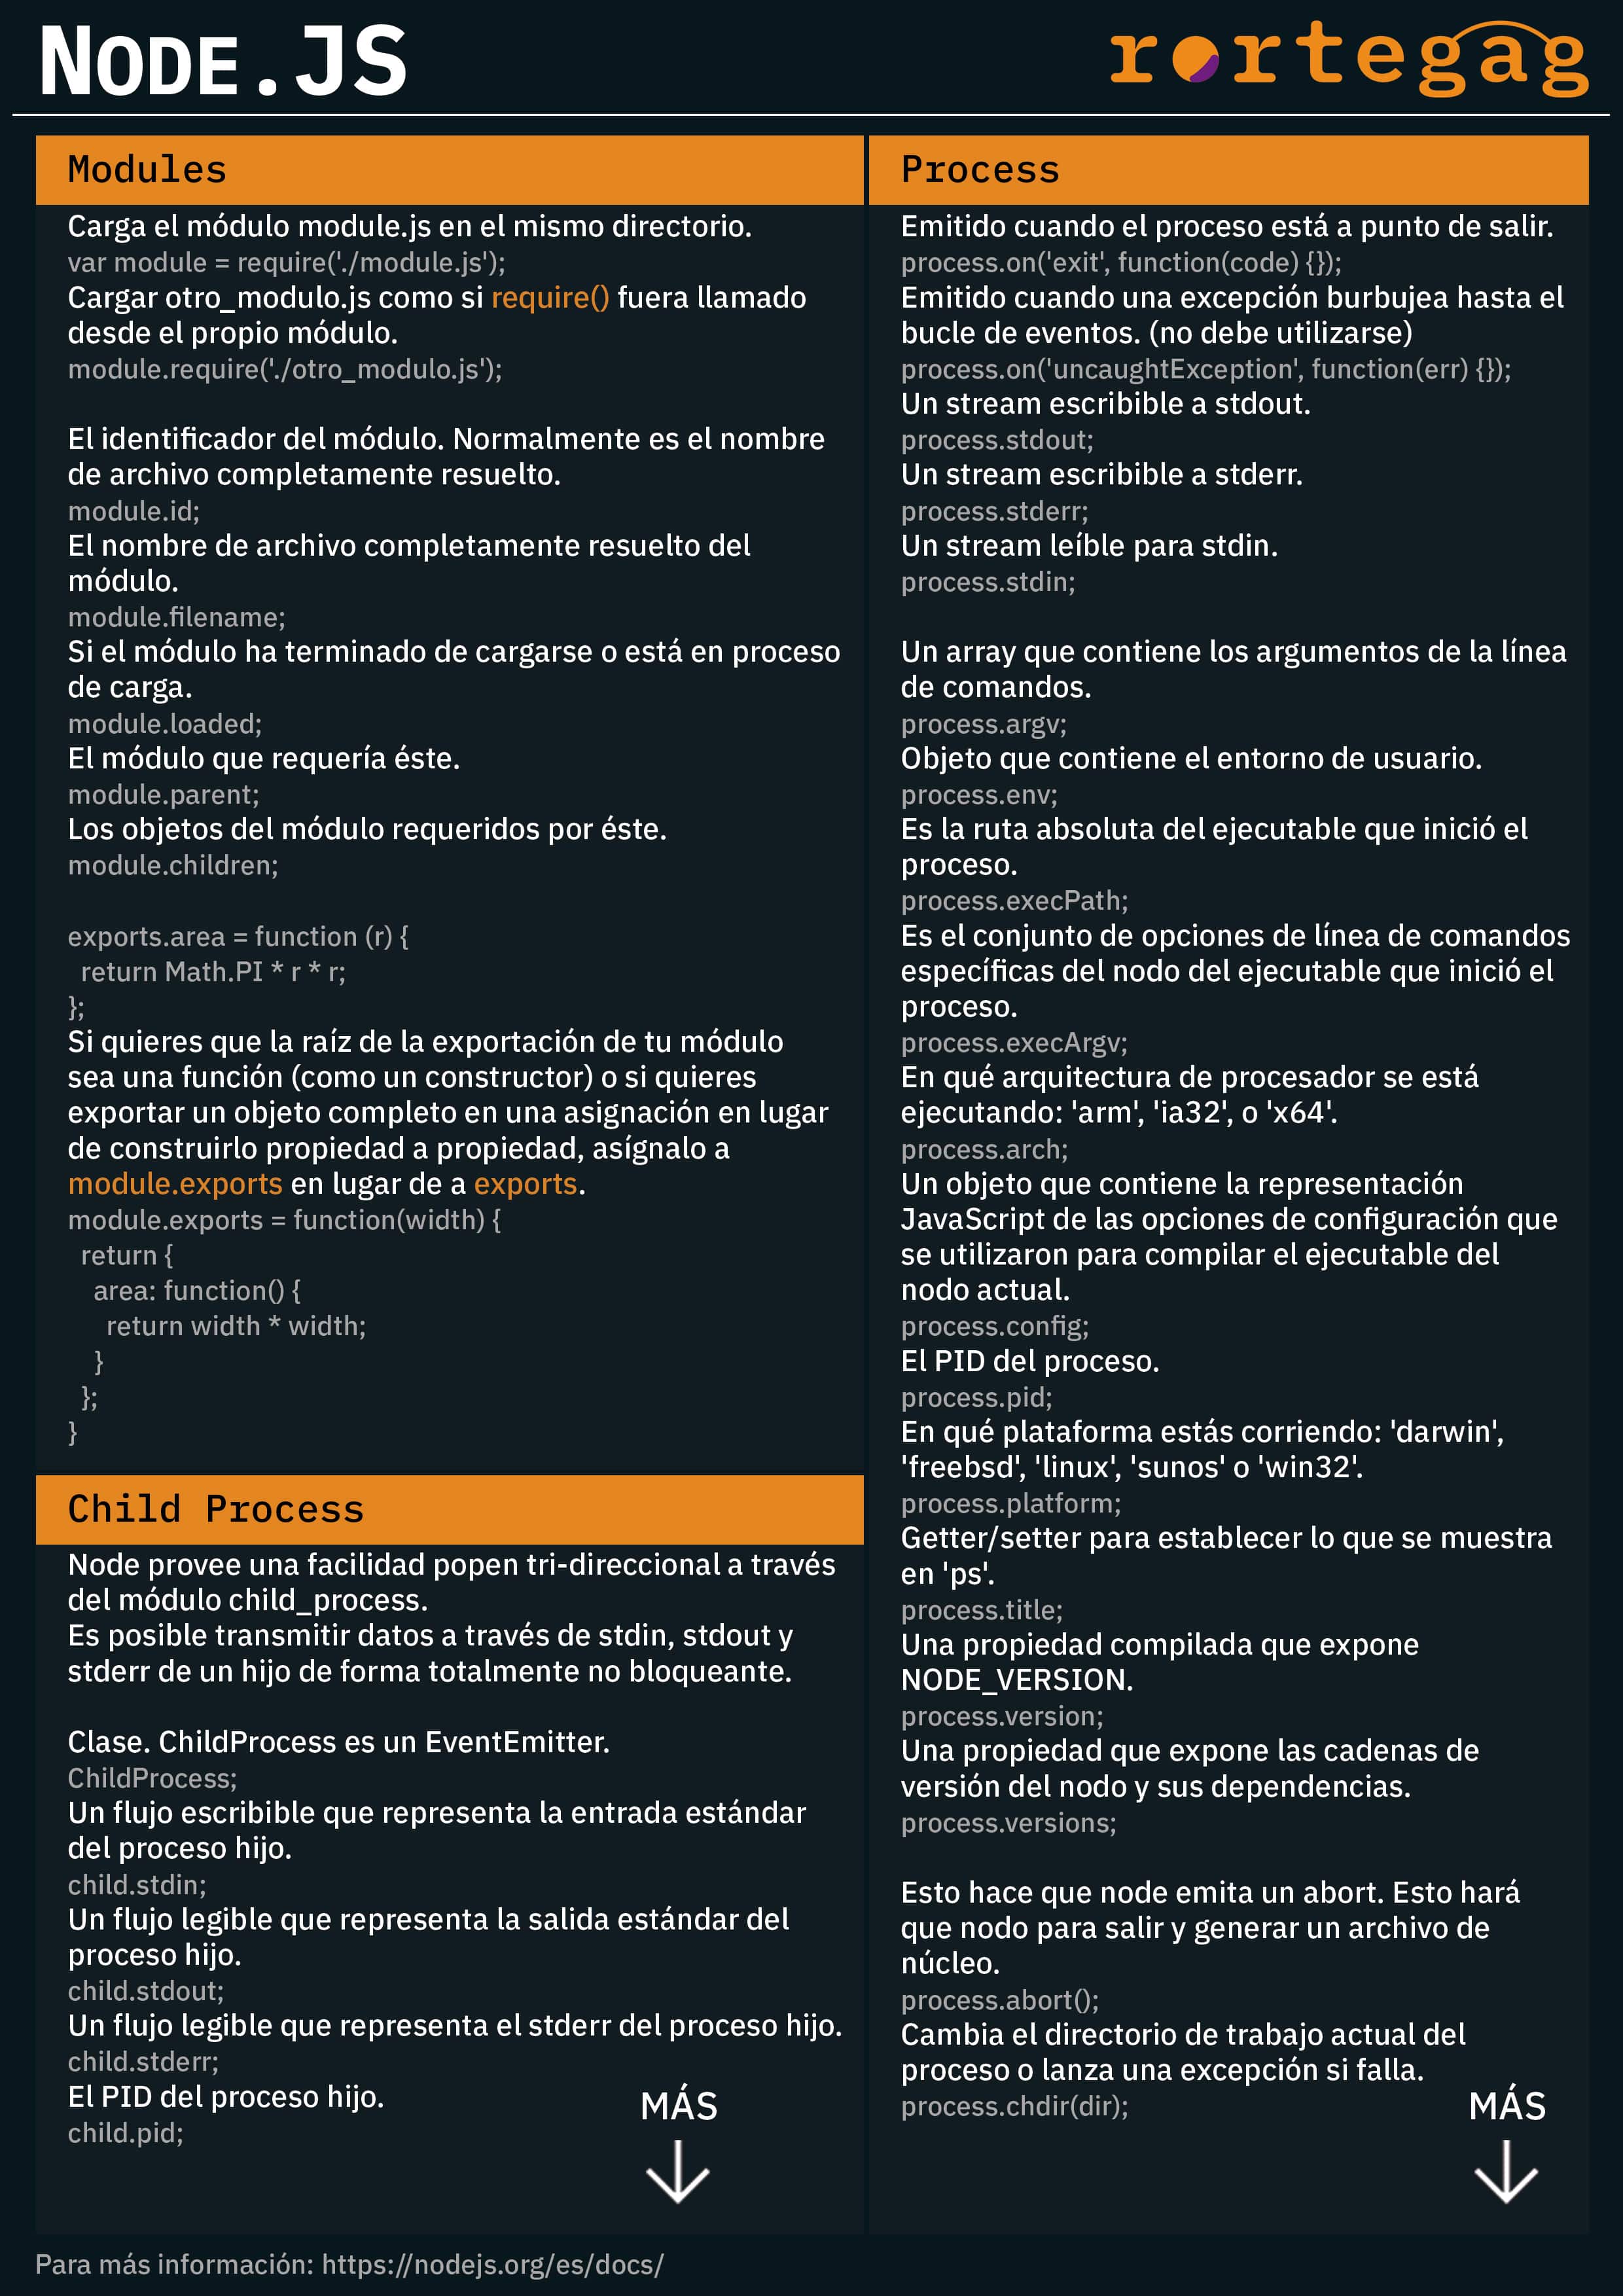 NODE.JS
rortegag
Modules
Carga el módulo module.js en el mismo directorio.
var module = require('./module.js');
Cargar otro_modulo.js como si require() fuera llamado
desde el propio módulo.
module.require('./otro_modulo.js');
El identificador del módulo. Normalmente es el nombre
de archivo completamente resuelto.
module.id;
El nombre de archivo completamente resuelto del
módulo.
module.filename;
Si el módulo ha terminado de cargarse o está en proceso
de carga.
module.loaded;
El módulo que requería éste.
module.parent;
Los objetos del módulo requeridos por éste.
module.children;
exports.area = function (r) {
  return Math.PI * r * r;
};
Si quieres que la raíz de la exportación de tu módulo
sea una función (como un constructor) o si quieres
exportar un objeto completo en una asignación en lugar
de construirlo propiedad a propiedad, asígnalo a
module.exports en lugar de a exports.
module.exports = function(width) {
  return {
    area: function() {
      return width * width;
    }
  };
}
Child Process
Node provee una facilidad popen tri-direccional a través
del módulo child_process.
Es posible transmitir datos a través de stdin, stdout y
stderr de un hijo de forma totalmente no bloqueante.
Clase. ChildProcess es un EventEmitter.
ChildProcess;
Un flujo escribible que representa la entrada estándar
del proceso hijo.
child.stdin;
Un flujo legible que representa la salida estándar del
proceso hijo.
child.stdout;
Un flujo legible que representa el stderr del proceso hijo.
child.stderr;
El PID del proceso hijo.
child.pid;
MÁS
Process
Emitido cuando el proceso está a punto de salir.
process.on('exit', function(code) {});
Emitido cuando una excepción burbujea hasta el
bucle de eventos. (no debe utilizarse)
process.on('uncaughtException', function(err) {});
Un stream escribible a stdout.
process.stdout;
Un stream escribible a stderr.
process.stderr;
Un stream leíble para stdin.
process.stdin;
Un array que contiene los argumentos de la línea
de comandos.
process.argv;
Objeto que contiene el entorno de usuario.
process.env;
Es la ruta absoluta del ejecutable que inició el
proceso.
process.execPath;
Es el conjunto de opciones de línea de comandos
específicas del nodo del ejecutable que inició el
proceso.
process.execArgv;
En qué arquitectura de procesador se está
ejecutando: 'arm', 'ia32', o 'x64'.
process.arch;
Un objeto que contiene la representación
JavaScript de las opciones de configuración que
se utilizaron para compilar el ejecutable del
nodo actual.
process.config;
El PID del proceso.
process.pid;
En qué plataforma estás corriendo: 'darwin',
'freebsd', 'linux', 'sunos' o 'win32'.
process.platform;
Getter/setter para establecer lo que se muestra
en 'ps'.
process.title;
Una propiedad compilada que expone
NODE_VERSION.
process.version;
Una propiedad que expone las cadenas de
versión del nodo y sus dependencias.
process.versions;
Esto hace que node emita un abort. Esto hará
que nodo para salir y generar un archivo de
núcleo.
process.abort();
Cambia el directorio de trabajo actual del
proceso o lanza una excepción si falla.
process.chdir(dir);
MÁS
Para más información: https://nodejs.org/es/docs/